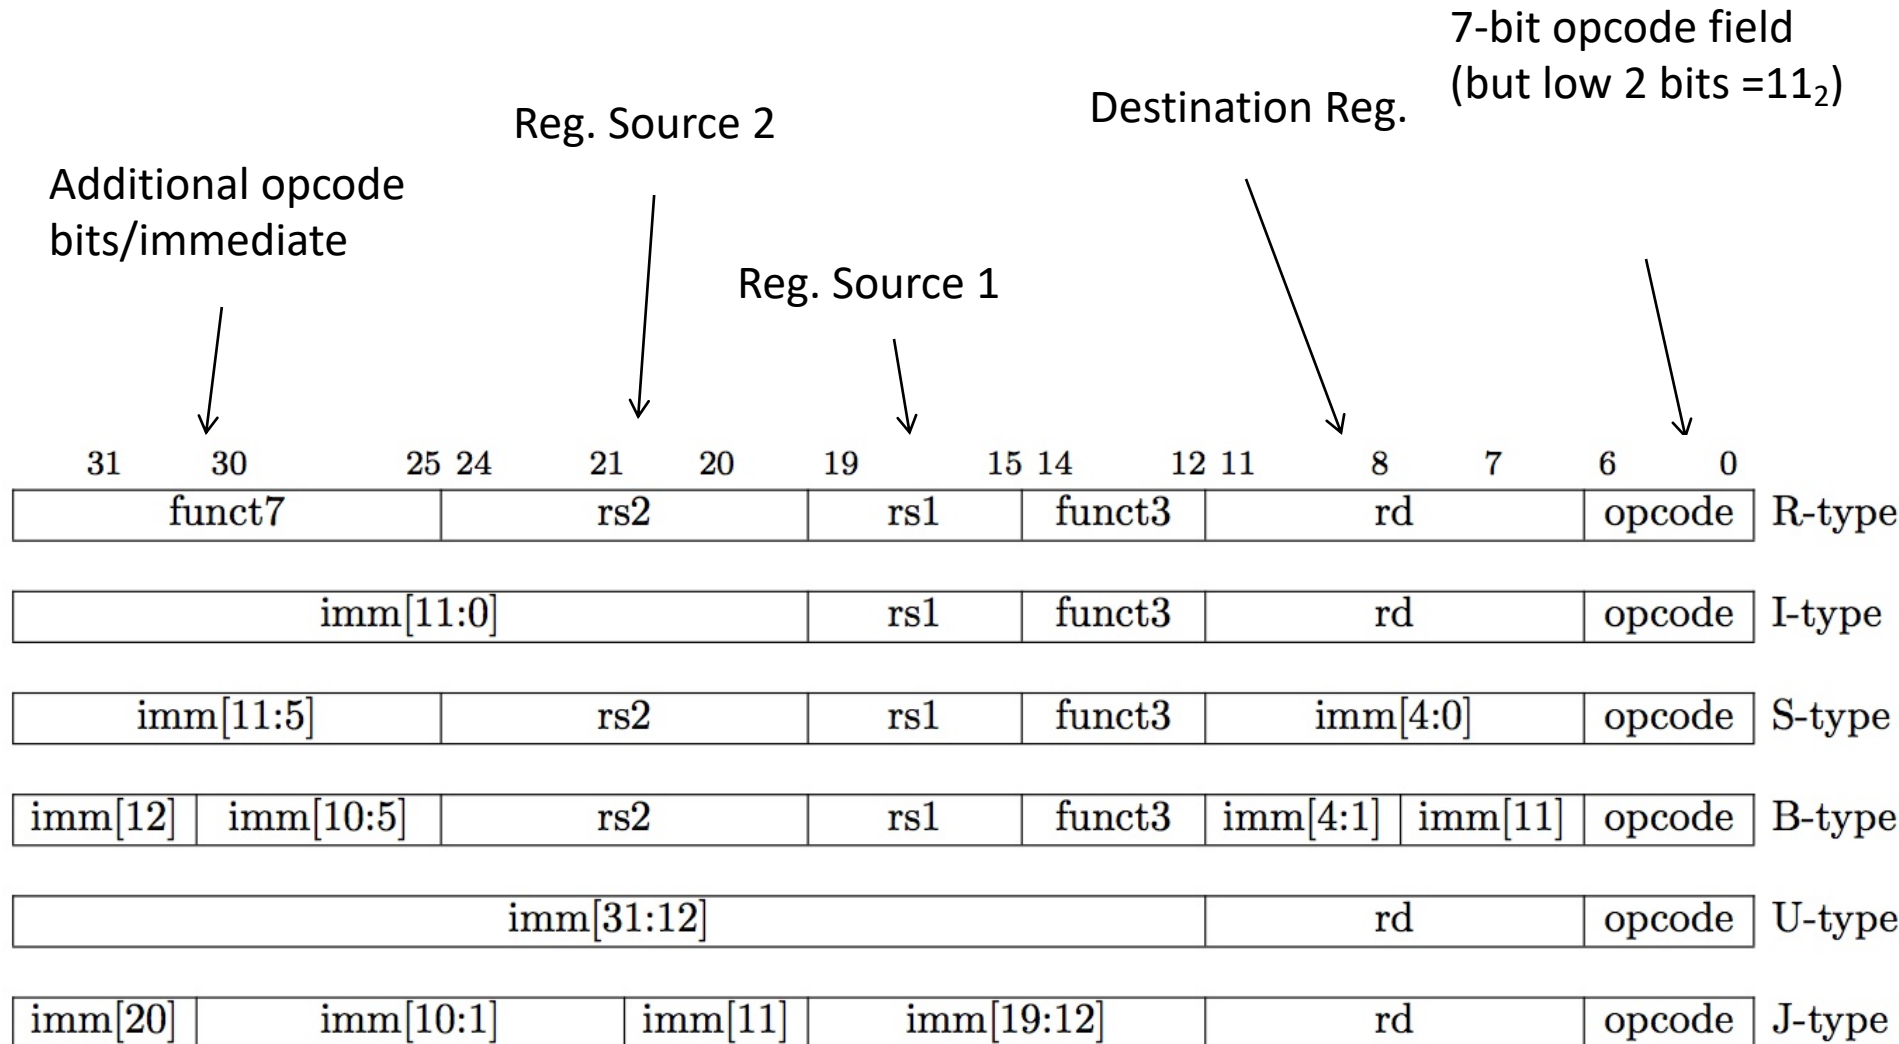 7-bit opcode field
(but low 2 bits =11₂)
Destination Reg.
Reg. Source 2
Additional opcode
bits/immediate
Reg. Source 1
31 30 25 24 21 20 19 15 14 12 11 8 7 6 0
funct7 rs2 rs1 funct3 rd opcode R-type
imm[11:0] rs1 funct3 rd opcode I-type
imm[11:5] rs2 rs1 funct3 imm[4:0] opcode S-type
imm[12] imm[10:5] rs2 rs1 funct3 imm[4:1] imm[11] opcode B-type
imm[31:12] rd opcode U-type
imm[20] imm[10:1] imm[11] imm[19:12] rd opcode J-type